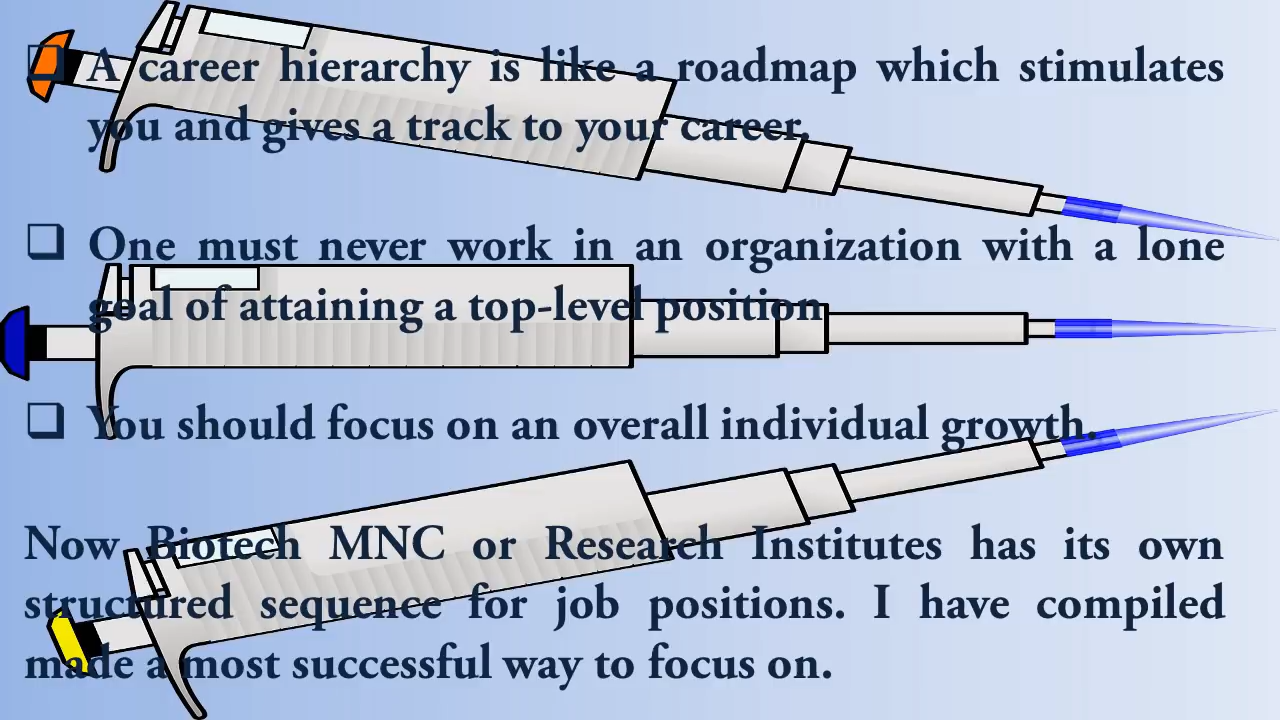 ❑ A career hierarchy is like a roadmap which stimulates
you and gives a track to your career.
❑ One must never work in an organization with a lone
goal of attaining a top-level position
❑ You should focus on an overall individual growth.
Now Biotech MNC or Research Institutes has its own
structured sequence for job positions. I have compiled
made a most successful way to focus on.